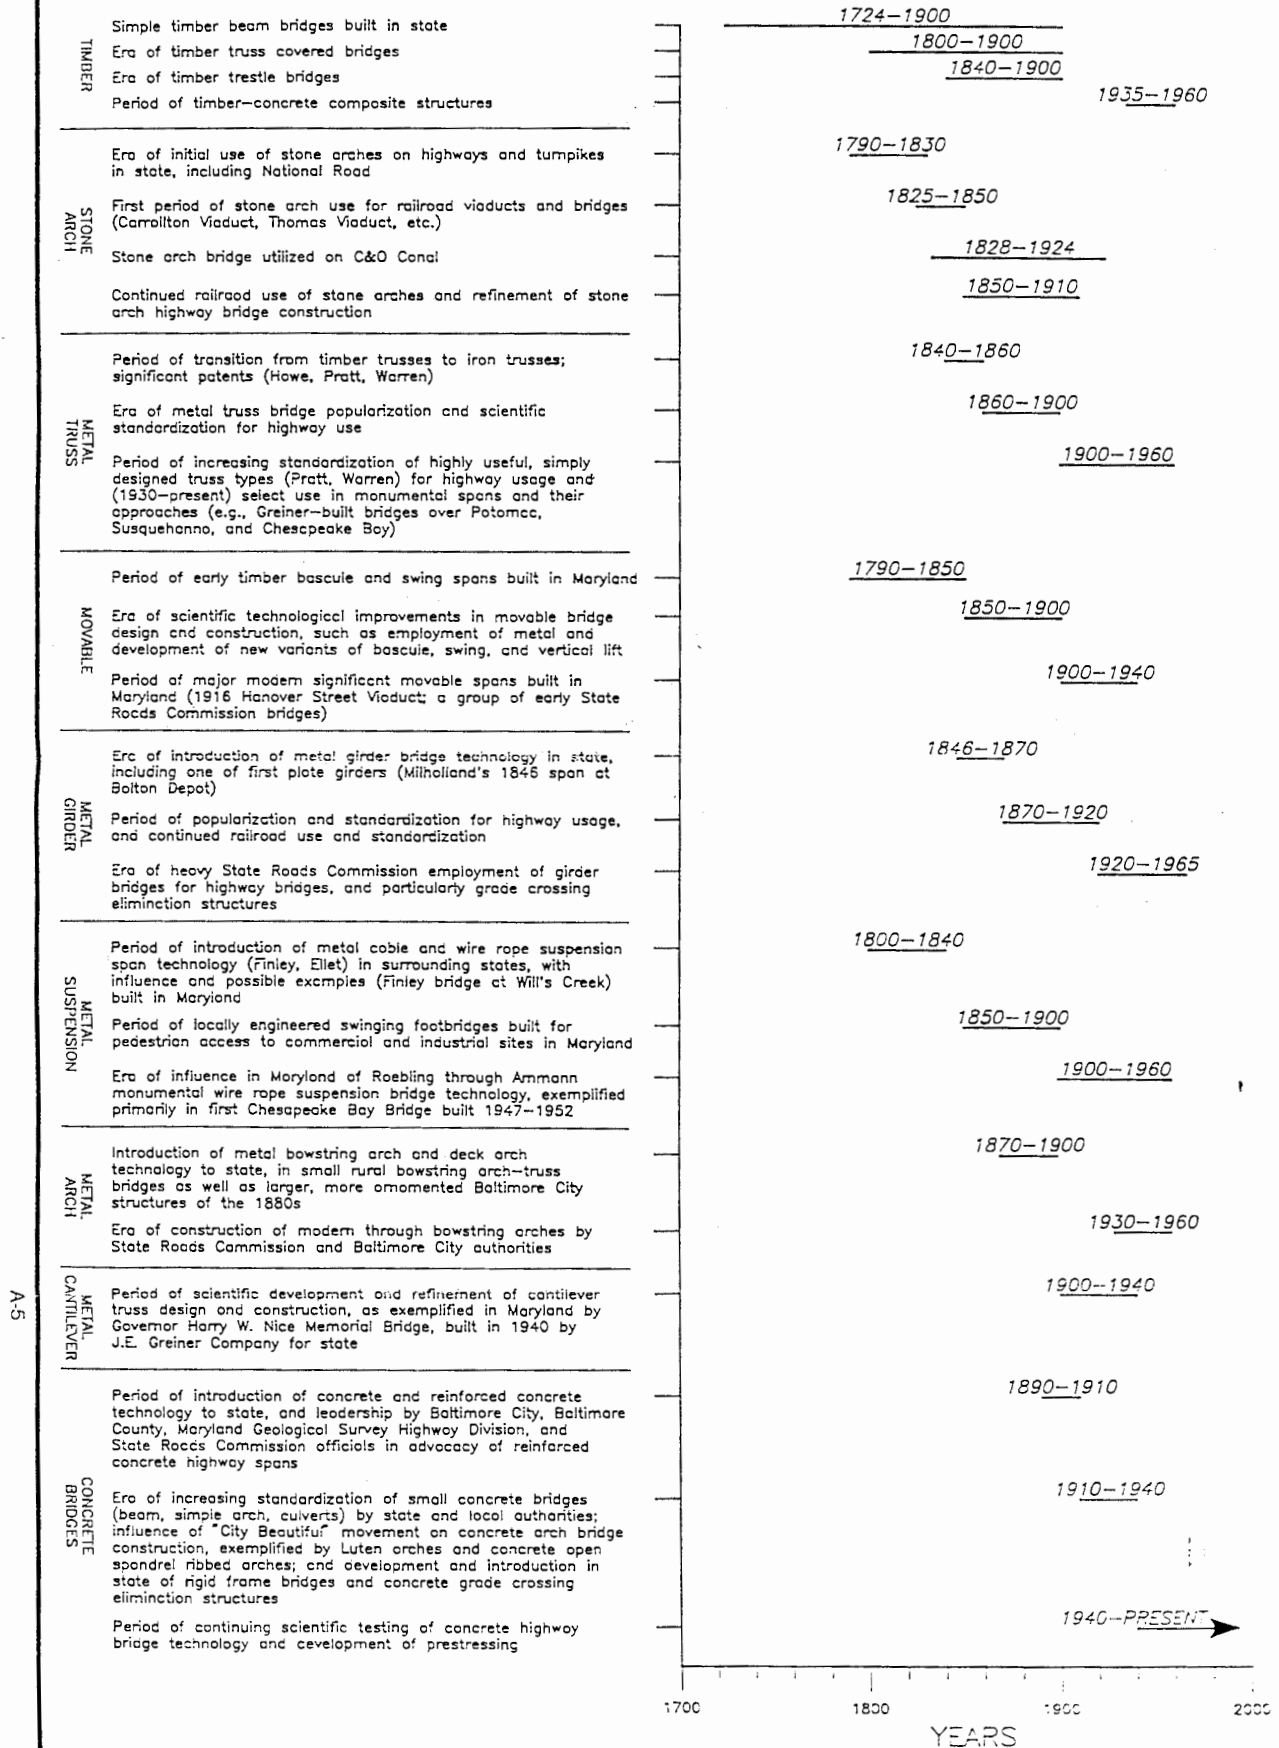 TIMBER
Simple timber beam bridges built in state
1724-1900
Era of timber truss covered bridges
1800-1900
Era of timber trestle bridges
1840-1900
Period of timber-concrete composite structures
1935-1960
STONE
ARCH
Era of initial use of stone arches on highways and turnpikes
in state, including National Road
1790-1830
First period of stone arch use for railroad viaducts and bridges
(Carrollton Viaduct, Thomas Viaduct, etc.)
1825-1850
Stone arch bridge utilized on C&O Canal
1828-1924
Continued railroad use of stone arches and refinement of stone
arch highway bridge construction
1850-1910
METAL
TRUSS
Period of transition from timber trusses to iron trusses;
significant patents (Howe, Pratt, Warren)
1840-1860
Era of metal truss bridge popularization and scientific
standardization for highway use
1860-1900
Period of increasing standardization of highly useful, simply
designed truss types (Pratt, Warren) for highway usage and
(1930-present) select use in monumental spans and their
approaches (e.g., Greiner-built bridges over Potomac,
Susquehanna, and Chesapeake Bay)
1900-1960
MOVABLE
Period of early timber bascule and swing spans built in Maryland
1790-1850
Era of scientific technological improvements in movable bridge
design and construction, such as employment of metal and
development of new variants of bascule, swing, and vertical lift
1850-1900
Period of major modern significant movable spans built in
Maryland (1916 Hanover Street Viaduct; a group of early State
Roads Commission bridges)
1900-1940
METAL
GIRDER
Era of introduction of metal girder bridge technology in state,
including one of first plate girders (Milholland's 1846 span at
Bolton Depot)
1846-1870
Period of popularization and standardization for highway usage,
and continued railroad use and standardization
1870-1920
Era of heavy State Roads Commission employment of girder
bridges for highway bridges, and particularly grade crossing
elimination structures
1920-1965
METAL
SUSPENSION
Period of introduction of metal cable and wire rope suspension
span technology (Finley, Ellet) in surrounding states, with
influence and possible examples (Finley bridge at Will's Creek)
built in Maryland
1800-1840
Period of locally engineered swinging footbridges built for
pedestrian access to commercial and industrial sites in Maryland
1850-1900
Era of influence in Maryland of Roebling through Ammann
monumental wire rope suspension bridge technology, exemplified
primarily in first Chesapeake Bay Bridge built 1947-1952
1900-1960
METAL
ARCH
Introduction of metal bowstring arch and deck arch
technology to state, in small rural bowstring arch-truss
bridges as well as larger, more ornamented Baltimore City
structures of the 1880s
1870-1900
Era of construction of modern through bowstring arches by
State Roads Commission and Baltimore City authorities
1930-1960
METAL
CANTILEVER
Period of scientific development and refinement of cantilever
truss design and construction, as exemplified in Maryland by
Governor Harry W. Nice Memorial Bridge, built in 1940 by
J.E. Greiner Company for state
1900-1940
CONCRETE
BRIDGES
Period of introduction of concrete and reinforced concrete
technology to state, and leadership by Baltimore City, Baltimore
County, Maryland Geological Survey Highway Division, and
State Roads Commission officials in advocacy of reinforced
concrete highway spans
1890-1910
Era of increasing standardization of small concrete bridges
(beam, simple arch, culverts) by state and local authorities;
influence of "City Beautiful" movement on concrete arch bridge
construction, exemplified by Luten arches and concrete open
spandrel ribbed arches; and development and introduction in
state of rigid frame bridges and concrete grade crossing
elimination structures
1910-1940
Period of continuing scientific testing of concrete highway
bridge technology and development of prestressing
1940-PRESENT
1700 1800 1900 2000
YEARS
A-5